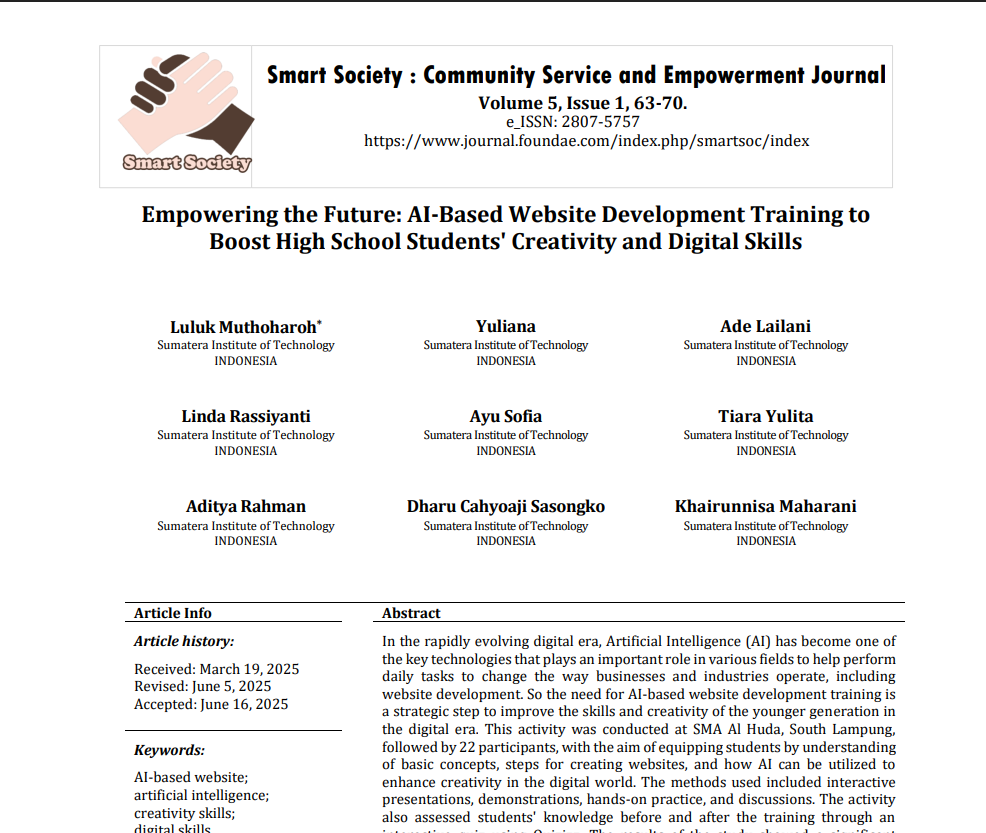 Smart Society
Smart Society : Community Service and Empowerment Journal
Volume 5, Issue 1, 63-70.
e_ISSN: 2807-5757
https://www.journal.foundae.com/index.php/smartsoc/index
Empowering the Future: AI-Based Website Development Training to
Boost High School Students' Creativity and Digital Skills
Luluk Muthoharoh*
Sumatera Institute of Technology
INDONESIA
Yuliana
Sumatera Institute of Technology
INDONESIA
Ade Lailani
Sumatera Institute of Technology
INDONESIA
Linda Rassiyanti
Sumatera Institute of Technology
INDONESIA
Ayu Sofia
Sumatera Institute of Technology
INDONESIA
Tiara Yulita
Sumatera Institute of Technology
INDONESIA
Aditya Rahman
Sumatera Institute of Technology
INDONESIA
Dharu Cahyoaji Sasongko
Sumatera Institute of Technology
INDONESIA
Khairunnisa Maharani
Sumatera Institute of Technology
INDONESIA
Article Info
Article history:
Received: March 19, 2025
Revised: June 5, 2025
Accepted: June 16, 2025
Keywords:
AI-based website;
artificial intelligence;
creativity skills;
digital skills
Abstract
In the rapidly evolving digital era, Artificial Intelligence (AI) has become one of
the key technologies that plays an important role in various fields to help perform
daily tasks to change the way businesses and industries operate, including
website development. So the need for AI-based website development training is
a strategic step to improve the skills and creativity of the younger generation in
the digital era. This activity was conducted at SMA Al Huda, South Lampung,
followed by 22 participants, with the aim of equipping students by understanding
of basic concepts, steps for creating websites, and how AI can be utilized to
enhance creativity in the digital world. The methods used included interactive
presentations, demonstrations, hands-on practice, and discussions. The activity
also assessed students' knowledge before and after the training through an